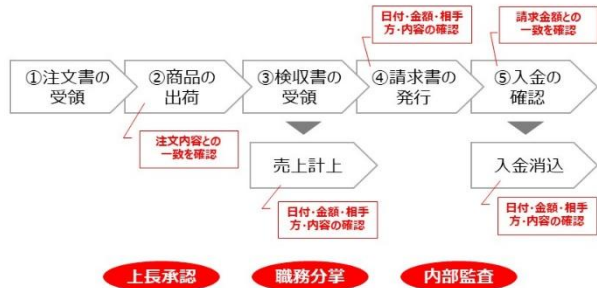 日付・金額・相手
方・内容の確認
請求金額との
一致を確認
①注文書の
受領
②商品の
出荷
③検収書の
受領
④請求書の
発行
⑤入金の
確認
注文内容との
一致を確認
売上計上
入金消込
日付・金額・相手
方・内容の確認
日付・金額・相手
方・内容の確認
上長承認
職務分掌
内部監査